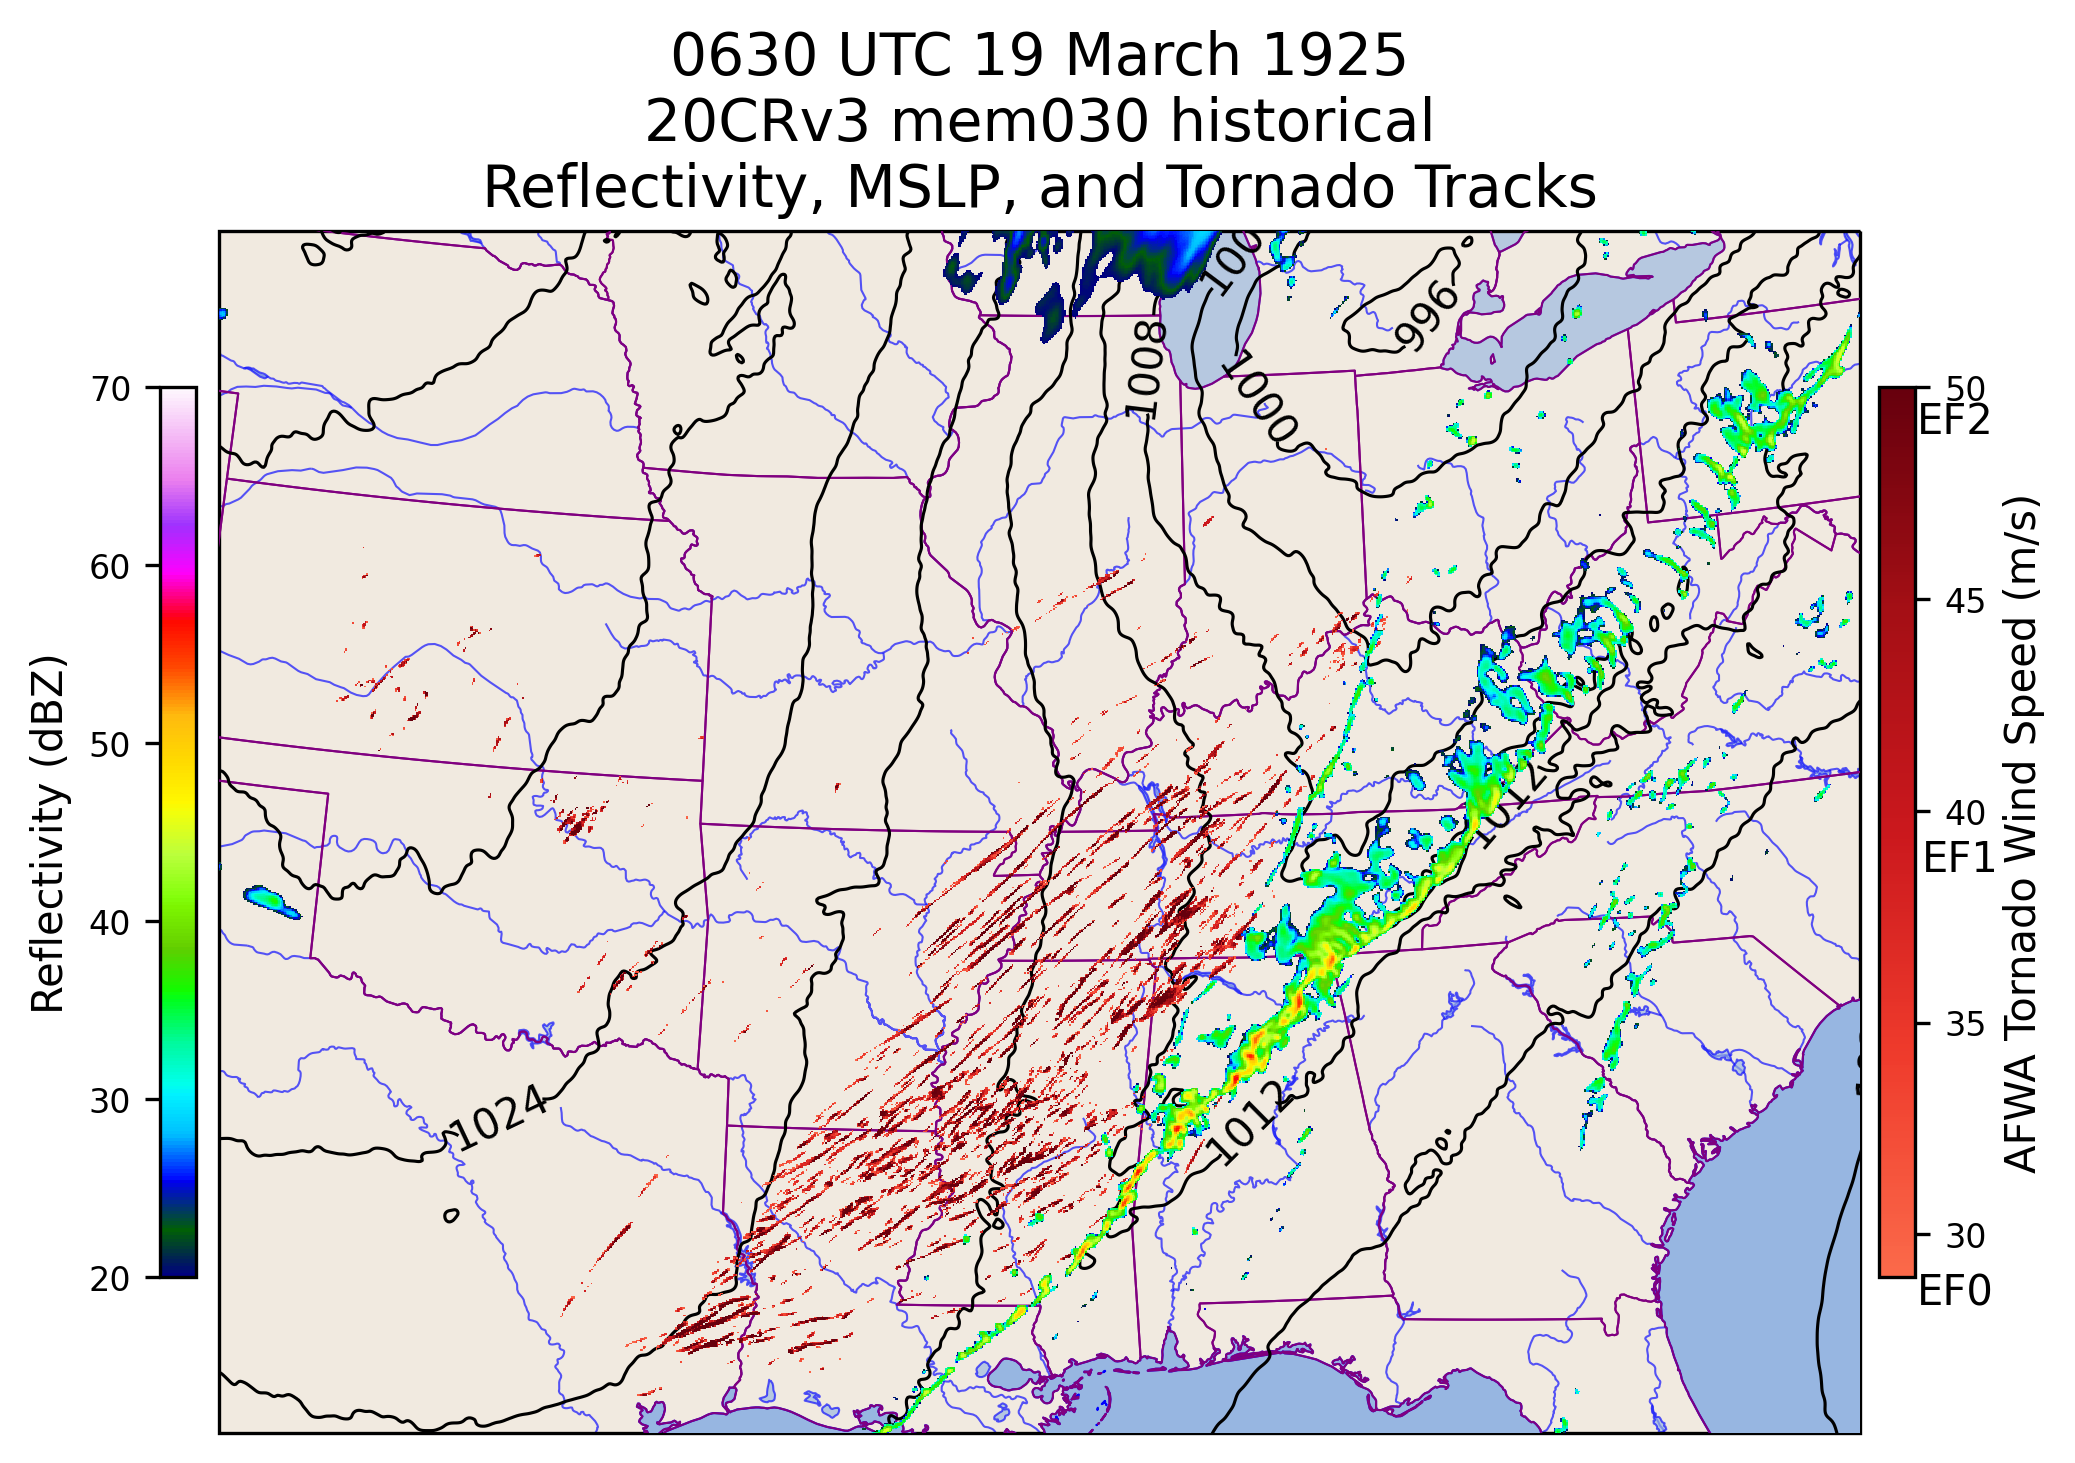 0630 UTC 19 March 1925
20CRv3 mem030 historical
Reflectivity, MSLP, and Tornado Tracks
Reflectivity (dBZ)
70
60
50
40
30
20
100
996
1008
1000
1012
1024
1012
50
EF2
45
40
EF1
35
30
EF0
AFWA Tornado Wind Speed (m/s)